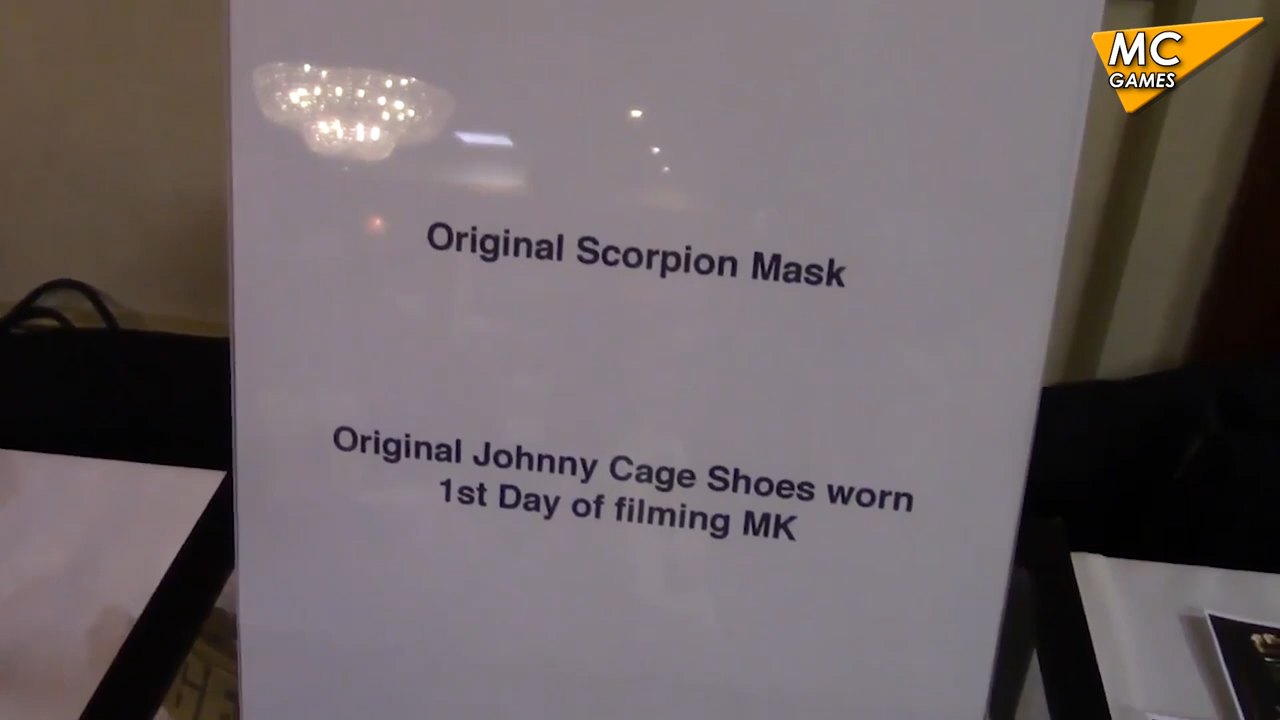 MC
GAMES
Original Scorpion Mask
Original Johnny Cage Shoes worn
1st Day of filming MK